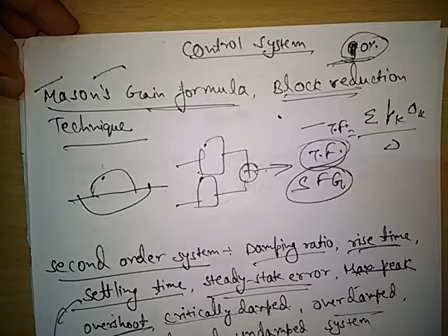 Control System
Mason's Gain formula, Block reduction
Technique
T.F. = Σ Pk Δk / Δ
T.F.
SFG
second order system:- Damping ratio, rise time,
settling time, steady-state error, Max peak
overshoot, critically damped, overdamped,
undamped system